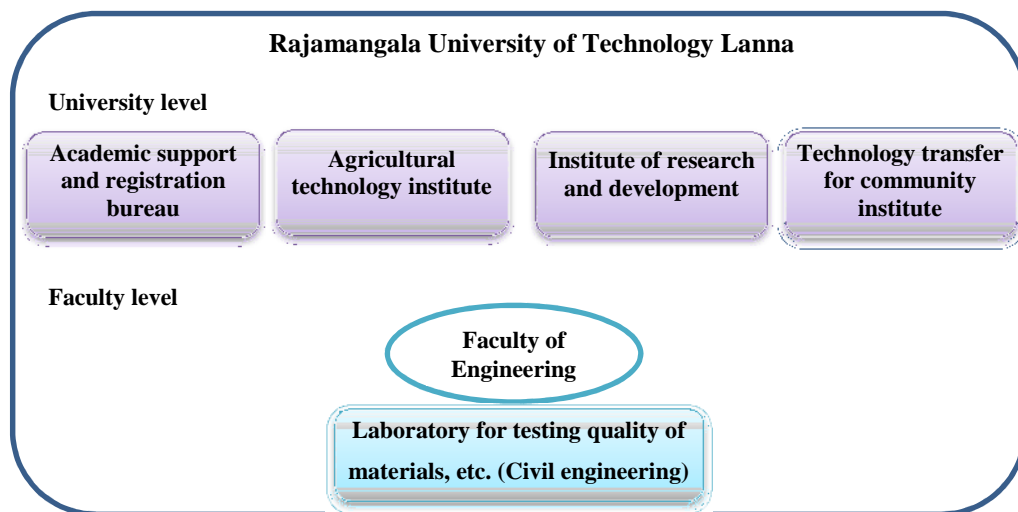 Rajamangala University of Technology Lanna
University level
Academic support
and registration
bureau
Agricultural
technology institute
Institute of research
and development
Technology transfer
for community
institute
Faculty level
Faculty of
Engineering
Laboratory for testing quality of
materials, etc. (Civil engineering)